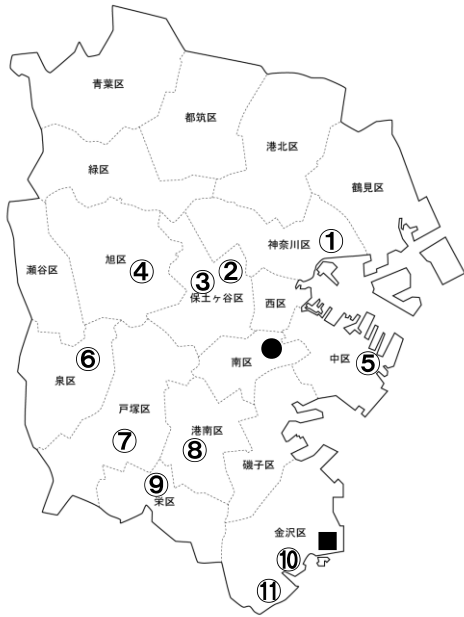 青葉区
都筑区
港北区
緑区
鶴見区
神奈川区
①
瀬谷区
旭区
④
③
②
保土ヶ谷区
西区
⑥
泉区
南区
中区
⑤
戸塚区
⑦
港南区
⑧
磯子区
⑨
栄区
金沢区
⑩
⑪